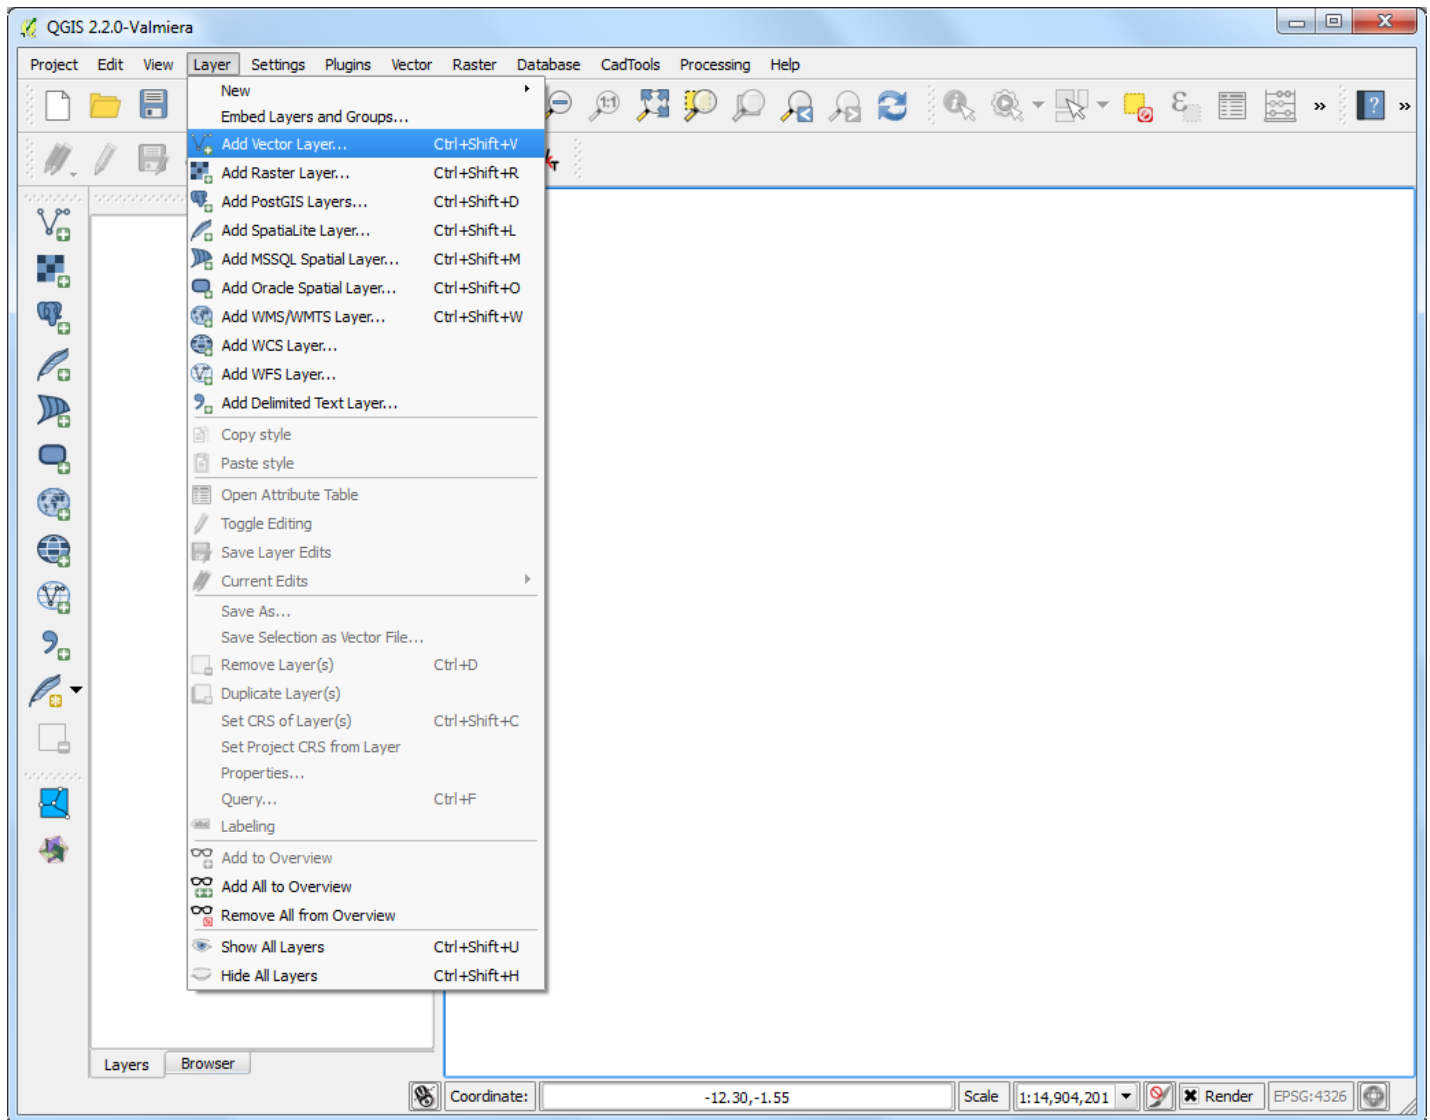 QGIS 2.2.0-Valmiera
Project Edit View Layer Settings Plugins Vector Raster Database CadTools Processing Help
New
Embed Layers and Groups...
Add Vector Layer... Ctrl+Shift+V
Add Raster Layer... Ctrl+Shift+R
Add PostGIS Layers... Ctrl+Shift+D
Add SpatiaLite Layer... Ctrl+Shift+L
Add MSSQL Spatial Layer... Ctrl+Shift+M
Add Oracle Spatial Layer... Ctrl+Shift+O
Add WMS/WMTS Layer... Ctrl+Shift+W
Add WCS Layer...
Add WFS Layer...
Add Delimited Text Layer...
Copy style
Paste style
Open Attribute Table
Toggle Editing
Save Layer Edits
Current Edits
Save As...
Save Selection as Vector File...
Remove Layer(s) Ctrl+D
Duplicate Layer(s)
Set CRS of Layer(s) Ctrl+Shift+C
Set Project CRS from Layer
Properties...
Query... Ctrl+F
Labeling
Add to Overview
Add All to Overview
Remove All from Overview
Show All Layers Ctrl+Shift+U
Hide All Layers Ctrl+Shift+H
Layers Browser
Coordinate: -12.30,-1.55 Scale 1:14,904,201 Render EPSG:4326